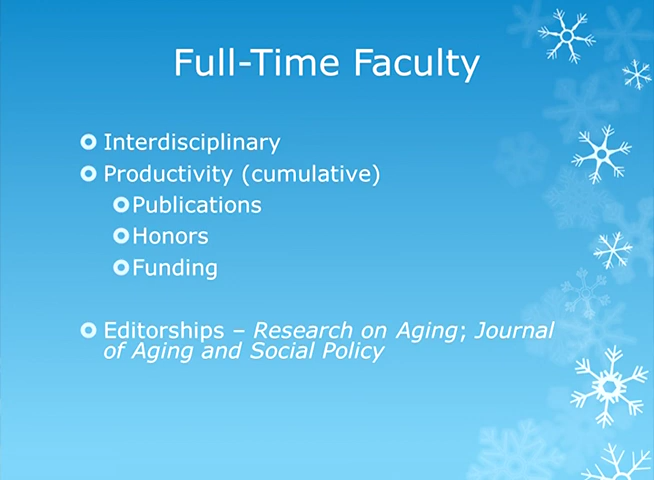 Full-Time Faculty
Interdisciplinary
Productivity (cumulative)
Publications
Honors
Funding
Editorships – Research on Aging; Journal
of Aging and Social Policy